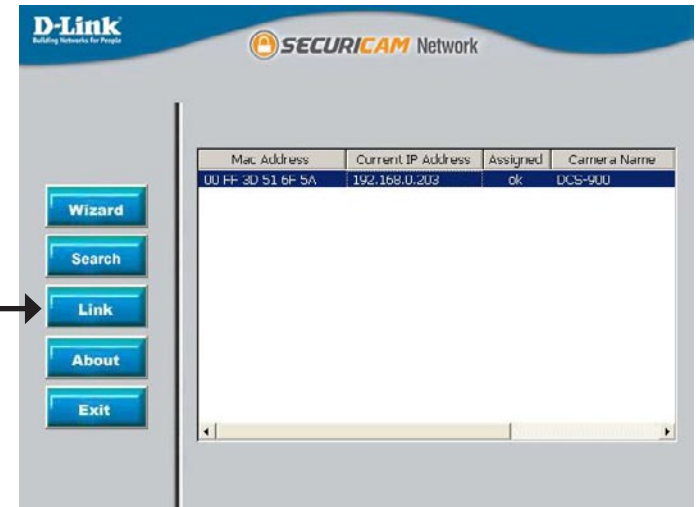 D-Link
Building Networks for People
SECURICAM Network
Mac Address Current IP Address Assigned Camera Name
00 FF 3D 51 6F 5A 192.168.0.203 ok DCS-900
Wizard
Search
Link
About
Exit